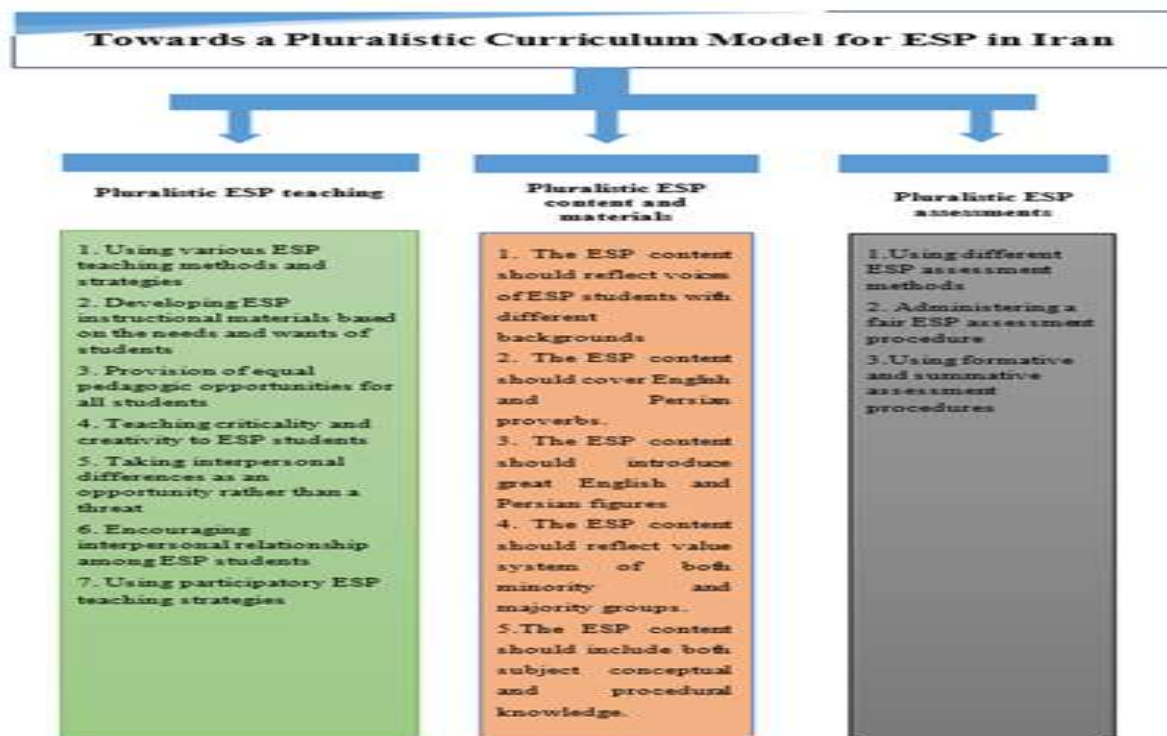 Towards a Pluralistic Curriculum Model for ESP in Iran
Pluralistic ESP teaching
1. Using various ESP
teaching methods and
strategies
2. Developing ESP
instructional materials based
on the needs and wants of
students
3. Provision of equal
pedagogic opportunities for
all students
4. Teaching criticality and
creativity to ESP students
5. Taking interpersonal
differences as an
opportunity rather than a
threat
6. Encouraging
interpersonal relationship
among ESP students
7. Using participatory ESP
teaching strategies
Pluralistic ESP
content and
materials
1. The ESP content
should reflect voices
of ESP students with
different
backgrounds
2. The ESP content
should cover English
and Persian
proverbs.
3. The ESP content
should introduce
great English and
Persian figures
4. The ESP content
should reflect value
system of both
minority and
majority groups.
5.The ESP content
should include both
subject conceptual
and procedural
knowledge.
Pluralistic ESP
assessments
1.Using different
ESP assessment
methods
2. Administering a
fair ESP assessment
procedure
3.Using formative
and summative
assessment
procedures